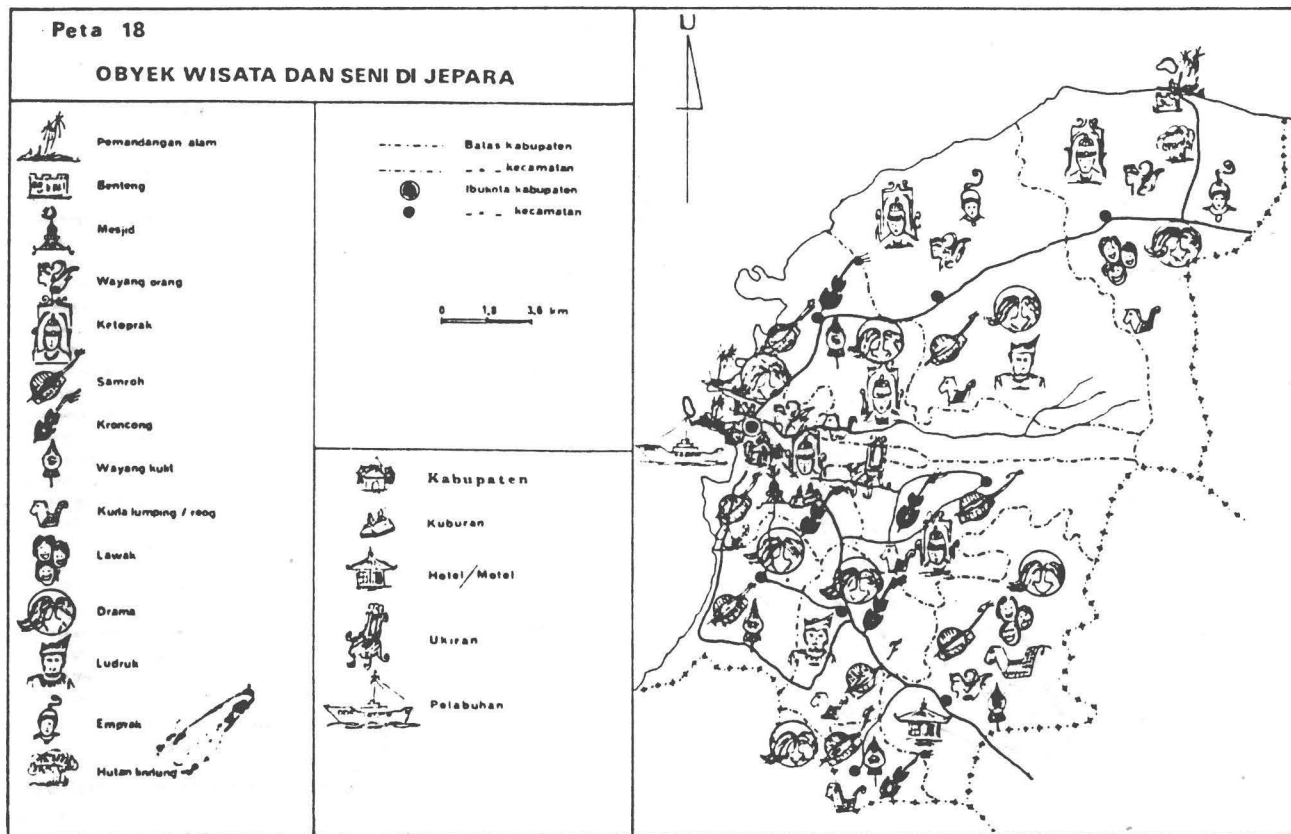 Peta 18
OBYEK WISATA DAN SENI DI JEPARA
Pemandangan alam
Benteng
Mesjid
Wayang orang
Ketoprak
Samroh
Kroncong
Wayang kulit
Kuda lumping / reog
Lawak
Drama
Ludruk
Emprak
Hutan lindung
Batas kabupaten
- - - kecamatan
Ibukota kabupaten
- - - kecamatan
0 1,8 3,6 km
Kabupaten
Kuburan
Hotel/Motel
Ukiran
Pelabuhan
U